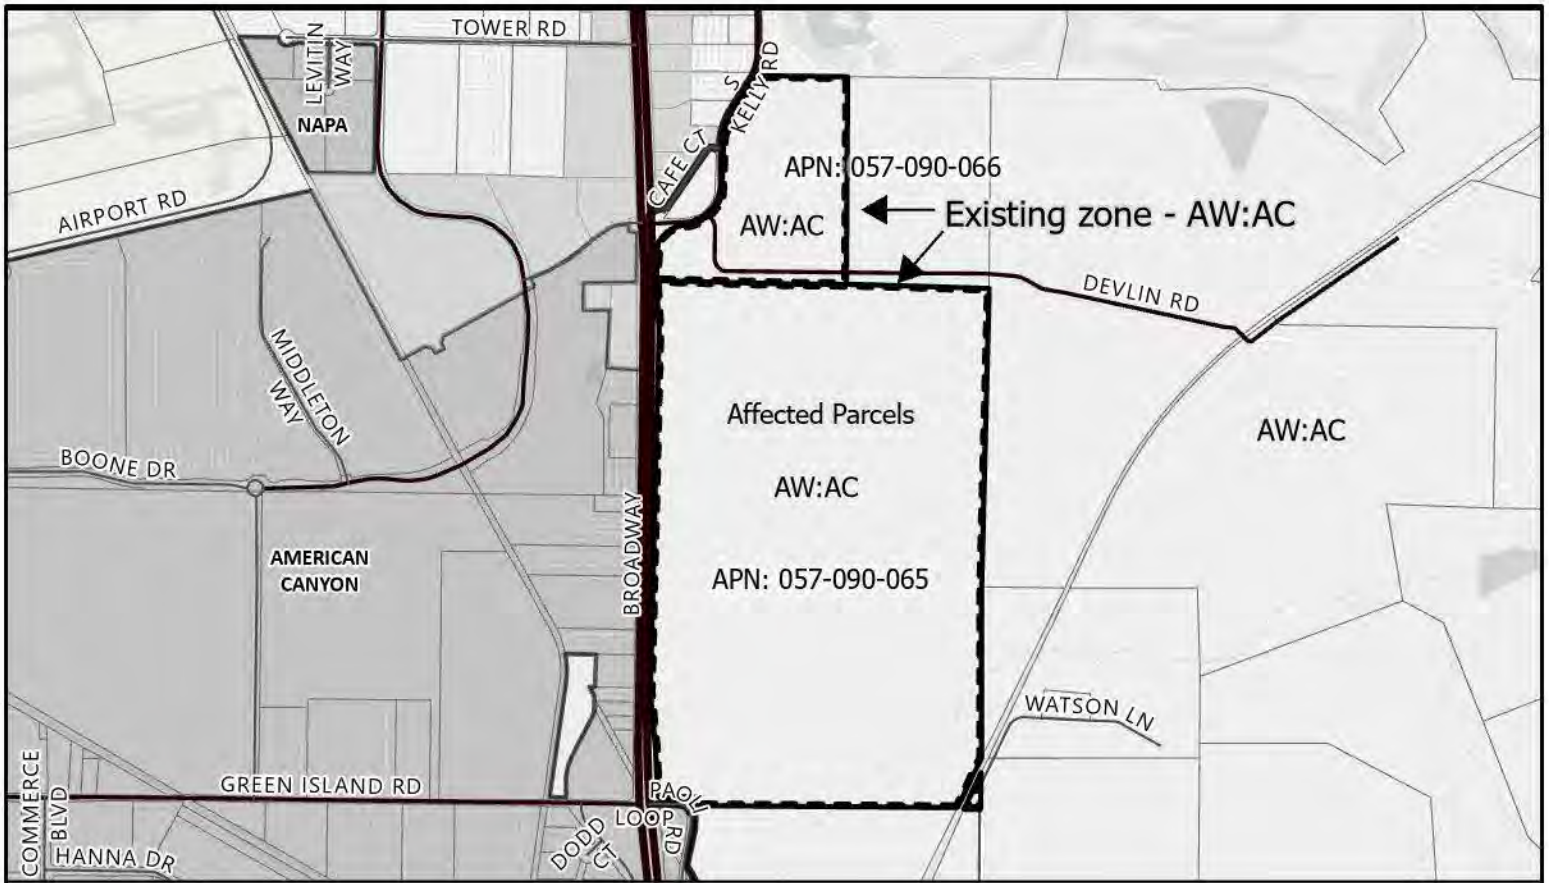 TOWER RD
LEVITIN
WAY
NAPA
S
KELLY RD
CAFE CT
APN: 057-090-066
AIRPORT RD
AW:AC
Existing zone - AW:AC
DEVLIN RD
MIDDLETON
WAY
Affected Parcels
AW:AC
BOONE DR
AW:AC
BROADWAY
AMERICAN
CANYON
APN: 057-090-065
WATSON LN
GREEN ISLAND RD
COMMERCE
BLVD
PAOLI
LOOP
RD
DODD
CT
HANNA DR